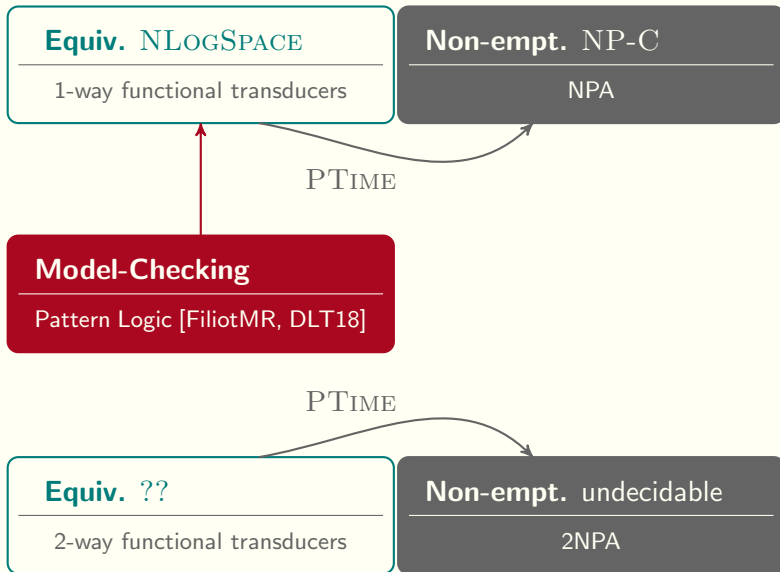 Equiv. NLogSpace
1-way functional transducers
Non-empt. NP-C
NPA
PTime
Model-Checking
Pattern Logic [FiliotMR, DLT18]
PTime
Equiv. ??
2-way functional transducers
Non-empt. undecidable
2NPA